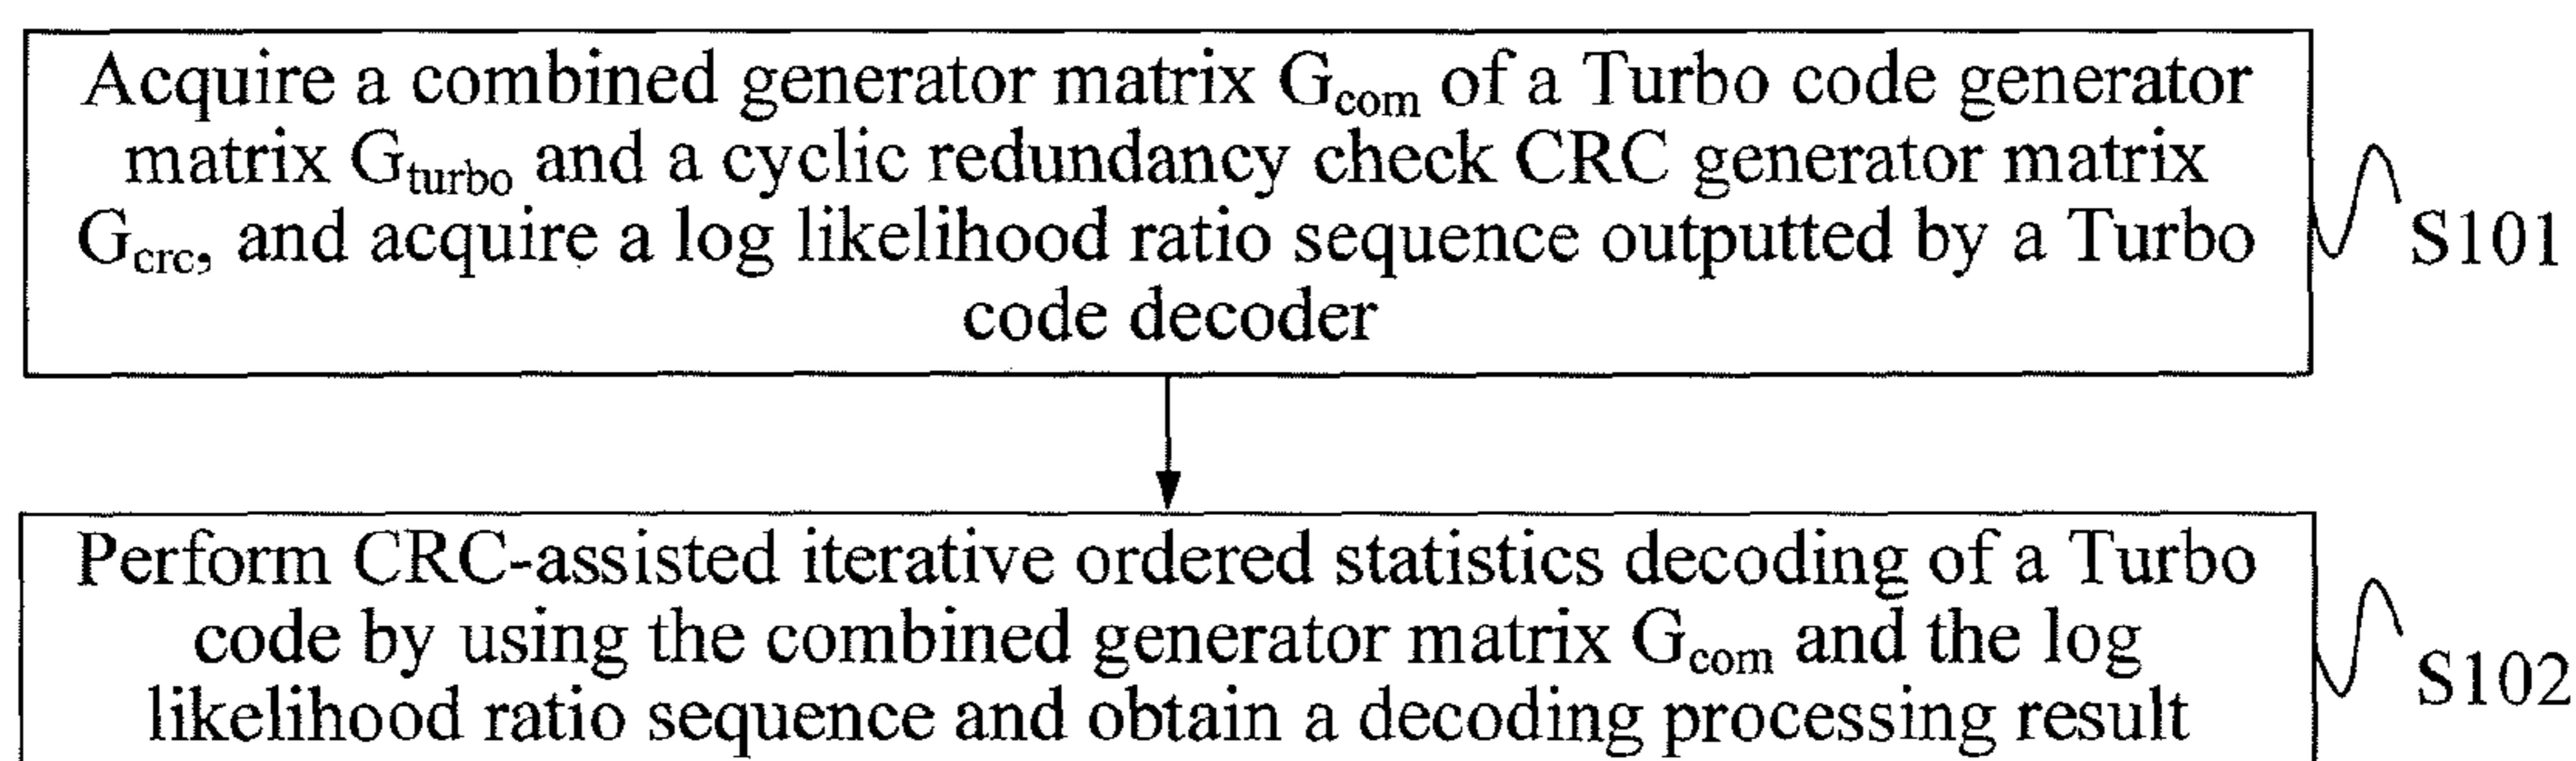 Acquire a combined generator matrix Gcom of a Turbo code generator
matrix Gturbo and a cyclic redundancy check CRC generator matrix
Gcrc, and acquire a log likelihood ratio sequence outputted by a Turbo
code decoder
S101
Perform CRC-assisted iterative ordered statistics decoding of a Turbo
code by using the combined generator matrix Gcom and the log
likelihood ratio sequence and obtain a decoding processing result
S102